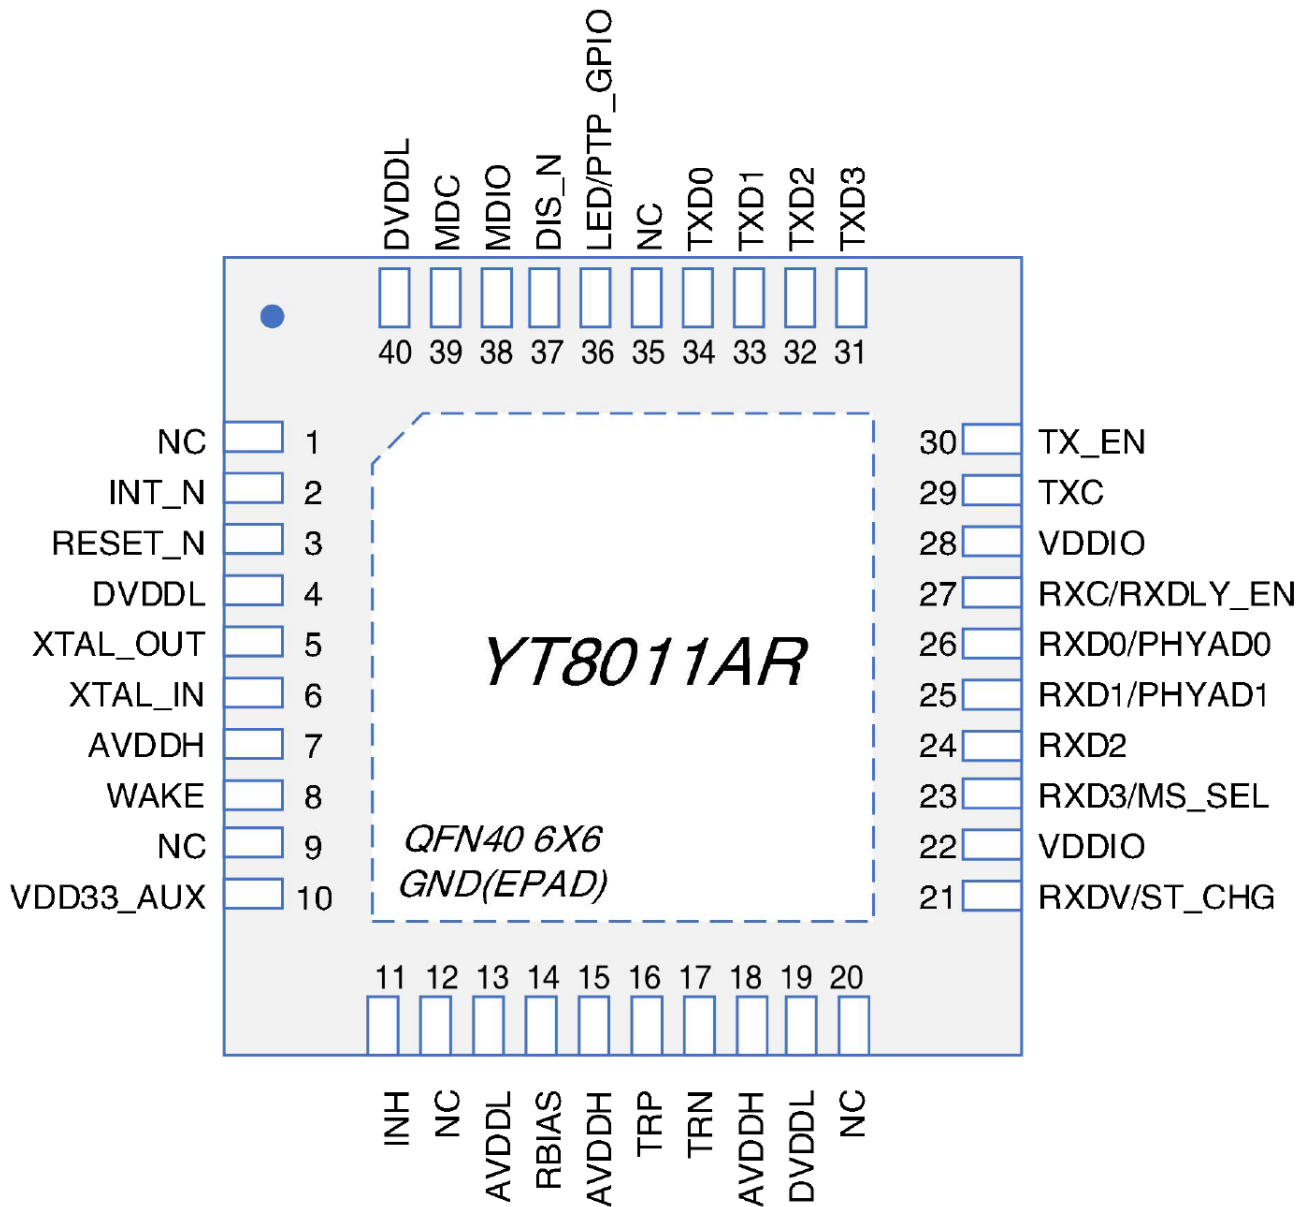 DVDDL
MDC
MDIO
DIS_N
LED/PTP_GPIO
NC
TXD0
TXD1
TXD2
TXD3
40 39 38 37 36 35 34 33 32 31
NC 1
INT_N 2
RESET_N 3
DVDDL 4
XTAL_OUT 5
XTAL_IN 6
AVDDH 7
WAKE 8
NC 9
VDD33_AUX 10
YT8011AR
QFN40 6X6
GND(EPAD)
30 TX_EN
29 TXC
28 VDDIO
27 RXC/RXDLY_EN
26 RXD0/PHYAD0
25 RXD1/PHYAD1
24 RXD2
23 RXD3/MS_SEL
22 VDDIO
21 RXDV/ST_CHG
11 12 13 14 15 16 17 18 19 20
INH
NC
AVDDL
RBIAS
AVDDH
TRP
TRN
AVDDH
DVDDL
NC